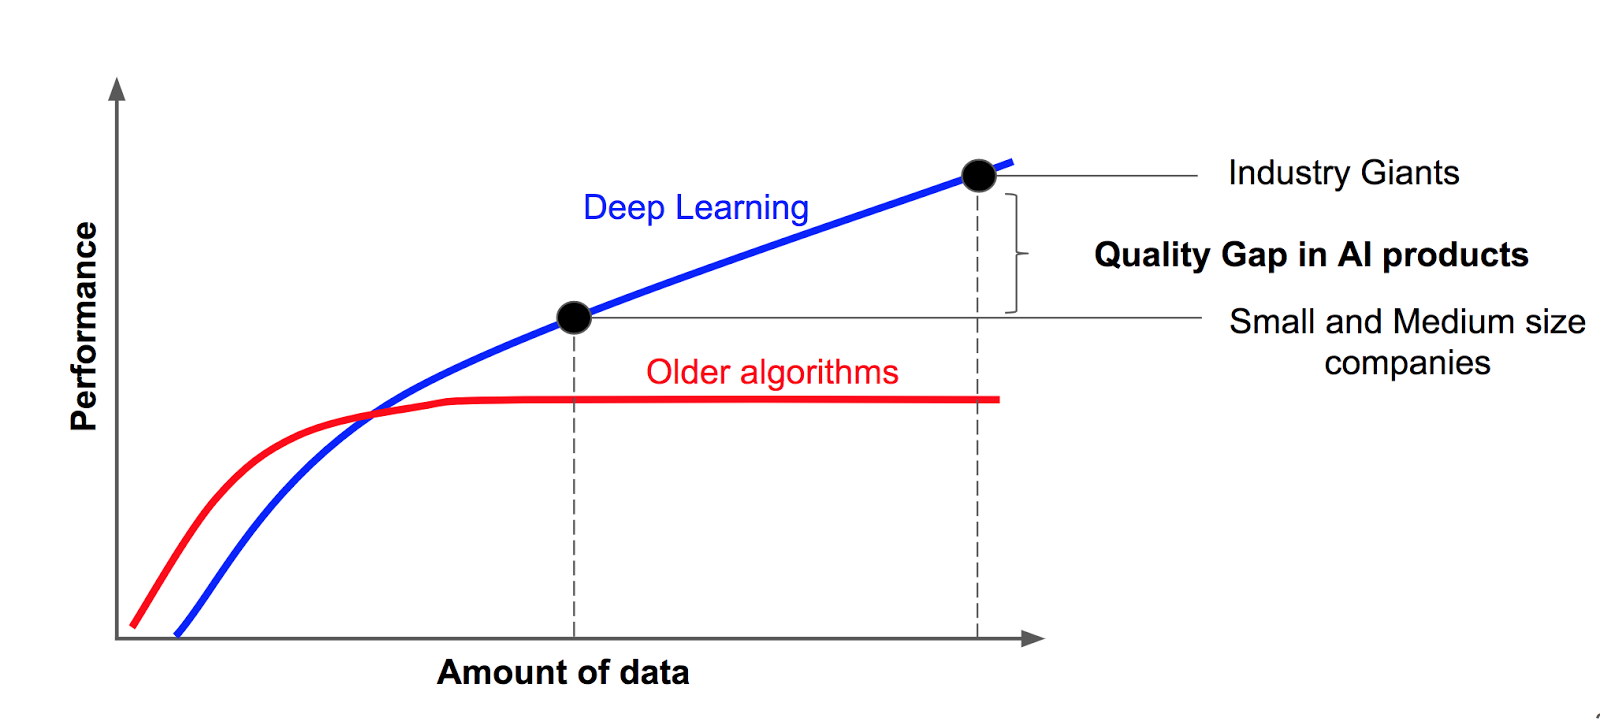 Industry Giants
Deep Learning
Quality Gap in AI products
Small and Medium size
companies
Older algorithms
Performance
Amount of data